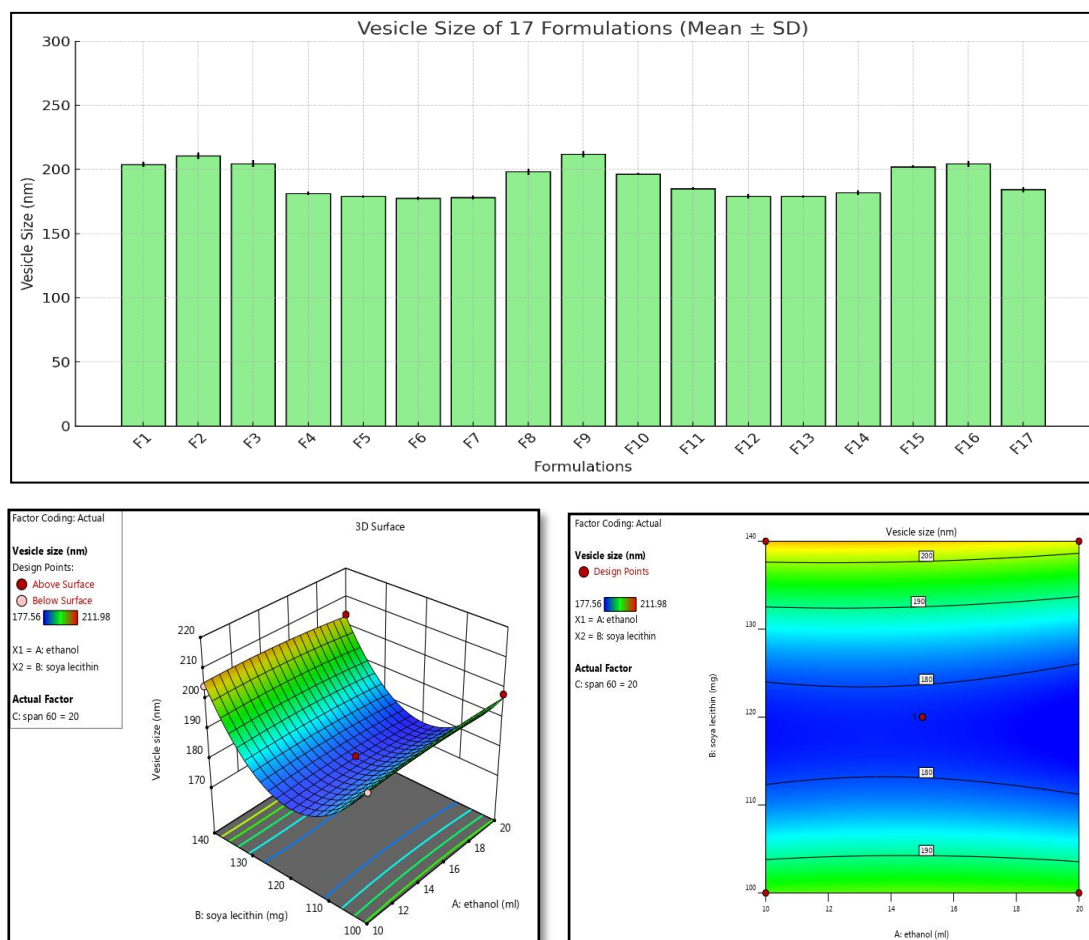 Vesicle Size of 17 Formulations (Mean ± SD)
300
250
200
150
100
50
0
Vesicle Size (nm)
F1 F2 F3 F4 F5 F6 F7 F8 F9 F10 F11 F12 F13 F14 F15 F16 F17
Formulations
Factor Coding: Actual
3D Surface
Vesicle size (nm)
Design Points:
Above Surface
Below Surface
177.56 211.98
X1 = A: ethanol
X2 = B: soya lecithin
Actual Factor
C: span 60 = 20
220
210
200
190
180
170
Vesicle size (nm)
140
130
120
110
100
B: soya lecithin (mg)
10
12
14
16
18
20
A: ethanol (ml)
Factor Coding: Actual
Vesicle size (nm)
Vesicle size (nm)
Design Points
177.56 211.98
X1 = A: ethanol
X2 = B: soya lecithin
Actual Factor
C: span 60 = 20
140
130
120
110
100
B: soya lecithin (mg)
200
190
180
5
180
190
10 12 14 16 18 20
A: ethanol (ml)